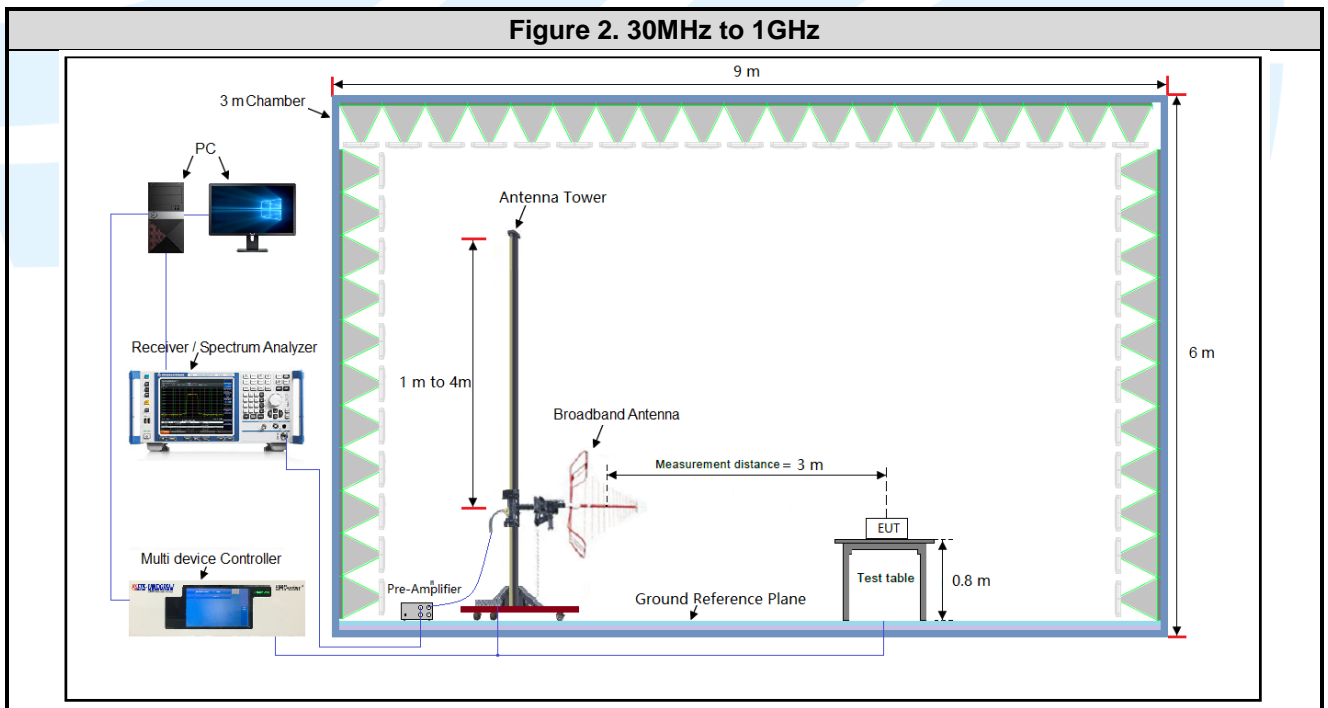 Figure 2. 30MHz to 1GHz
9 m
3 m Chamber
PC
Antenna Tower
Receiver / Spectrum Analyzer
1 m to 4m
6 m
Broadband Antenna
Measurement distance = 3 m
EUT
Multi device Controller
Pre-Amplifier
Test table
0.8 m
Ground Reference Plane